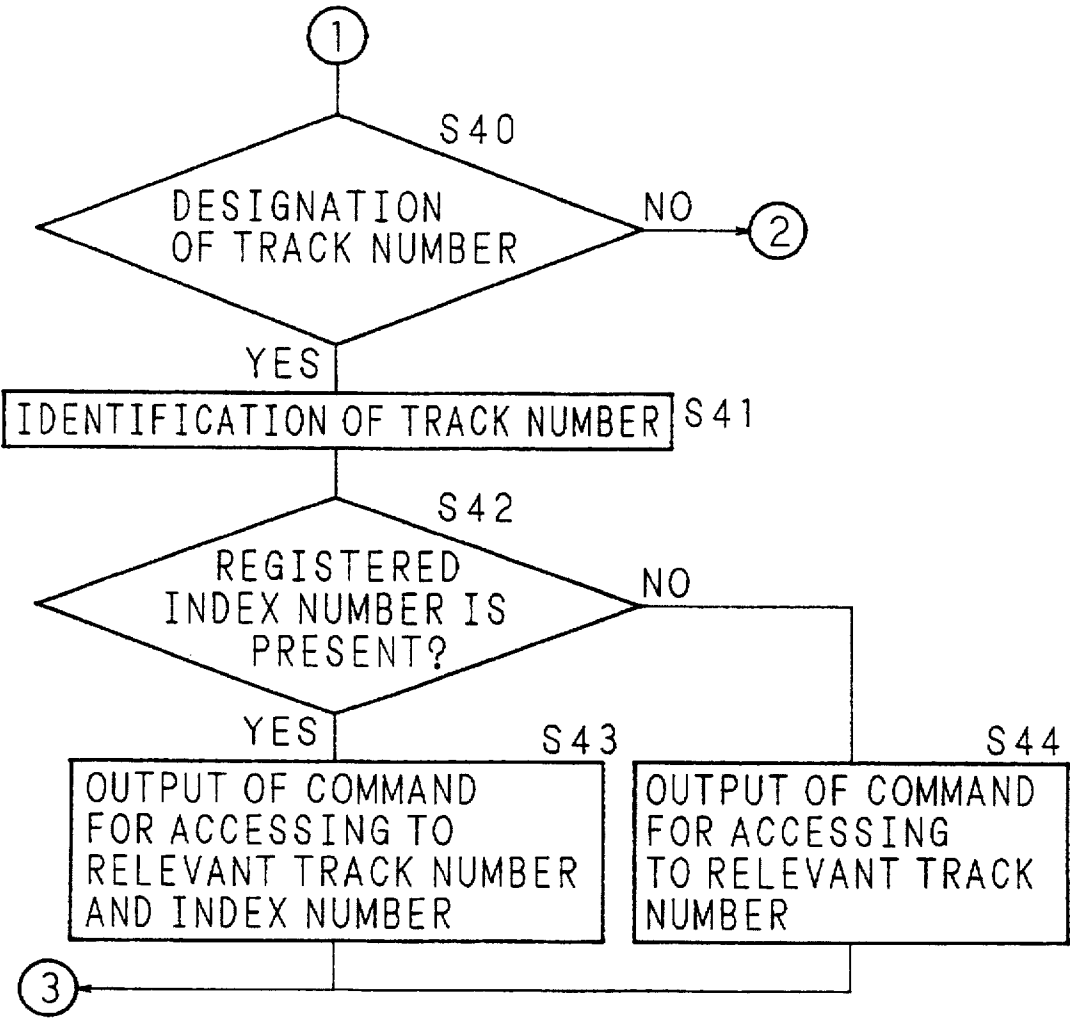 1
S40
DESIGNATION
OF TRACK NUMBER
NO
2
YES
IDENTIFICATION OF TRACK NUMBER
S41
S42
REGISTERED
INDEX NUMBER IS
PRESENT?
NO
YES
S43
OUTPUT OF COMMAND
FOR ACCESSING TO
RELEVANT TRACK NUMBER
AND INDEX NUMBER
S44
OUTPUT OF COMMAND
FOR ACCESSING
TO RELEVANT TRACK
NUMBER
3